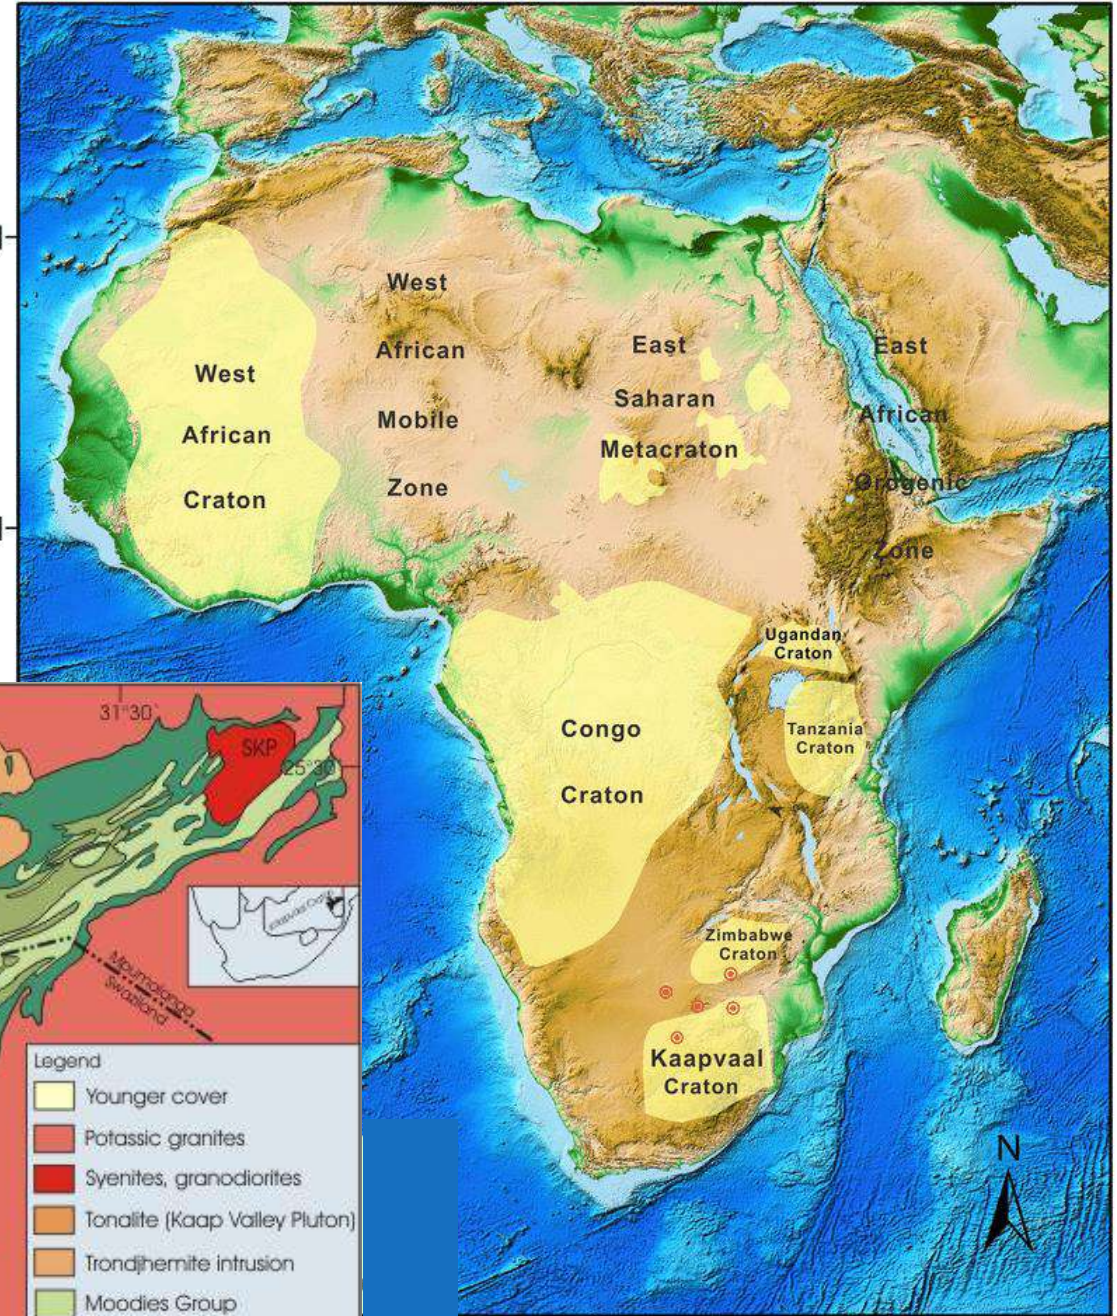 West
African
Craton
West
African
Mobile
Zone
East
Saharan
Metacraton
East
African
Orogenic
Zone
Ugandan
Craton
Tanzania
Craton
Congo
Craton
Zimbabwe
Craton
Kaapvaal
Craton
N
31°30'
SKP
25°30'
Mpumalanga
Swaziland
Legend
Younger cover
Potassic granites
Syenites, granodiorites
Tonalite (Kaap Valley Pluton)
Trondjhernite intrusion
Moodies Group